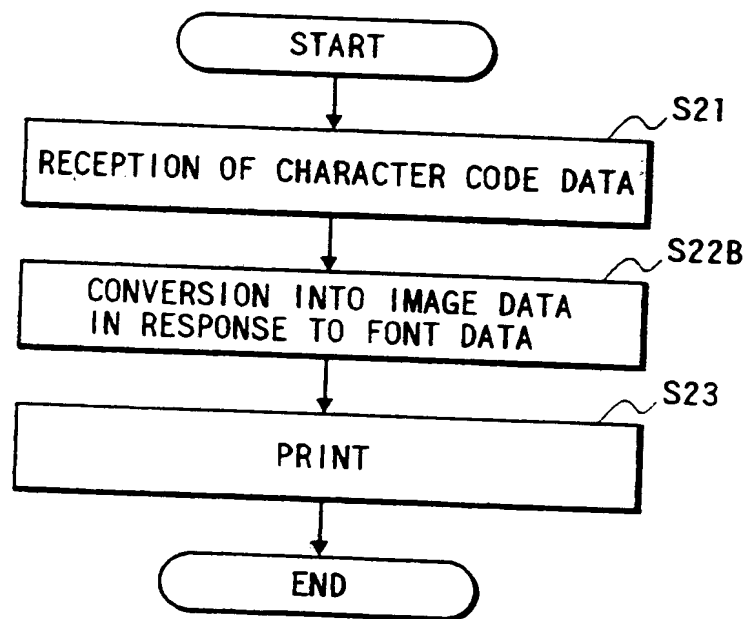 START
S21
RECEPTION OF CHARACTER CODE DATA
S22B
CONVERSION INTO IMAGE DATA
IN RESPONSE TO FONT DATA
S23
PRINT
END